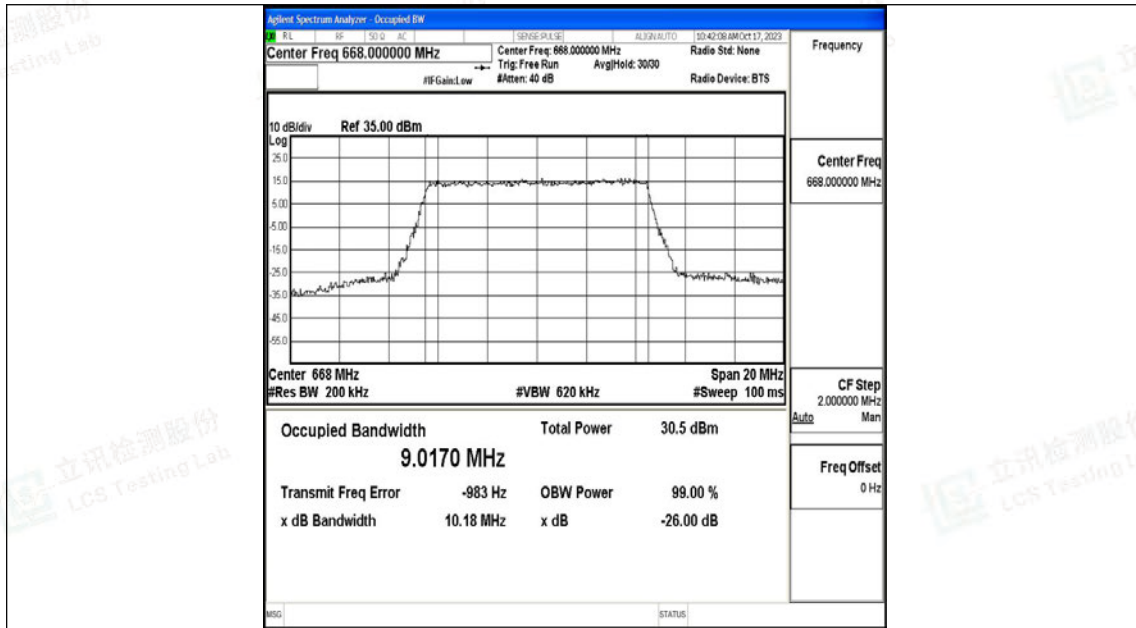 Agilent Spectrum Analyzer - Occupied BW
RL RF 50 Ω AC SENSE:PULSE ALIGNAUTO 10:42:08 AM Oct 17, 2023
Center Freq 668.000000 MHz
Center Freq: 668.000000 MHz
Radio Std: None
Trig: Free Run Avg|Hold: 30/30
#IFGain:Low
#Atten: 40 dB
Radio Device: BTS
Frequency
10 dB/div Ref 35.00 dBm
Log
25.0
15.0
5.00
-5.00
-15.0
-25.0
-35.0
-45.0
-55.0
Center 668 MHz
Span 20 MHz
#Res BW 200 kHz
#VBW 620 kHz
#Sweep 100 ms
Occupied Bandwidth
Total Power 30.5 dBm
9.0170 MHz
Transmit Freq Error -983 Hz
OBW Power 99.00 %
x dB Bandwidth 10.18 MHz
x dB -26.00 dB
Center Freq
668.000000 MHz
CF Step
2.000000 MHz
Auto Man
Freq Offset
0 Hz
MSG
STATUS
测股份
sting Lab
立讯检测股份
LCS Testing Lab
立讯检测股份
LCS Testing L
立